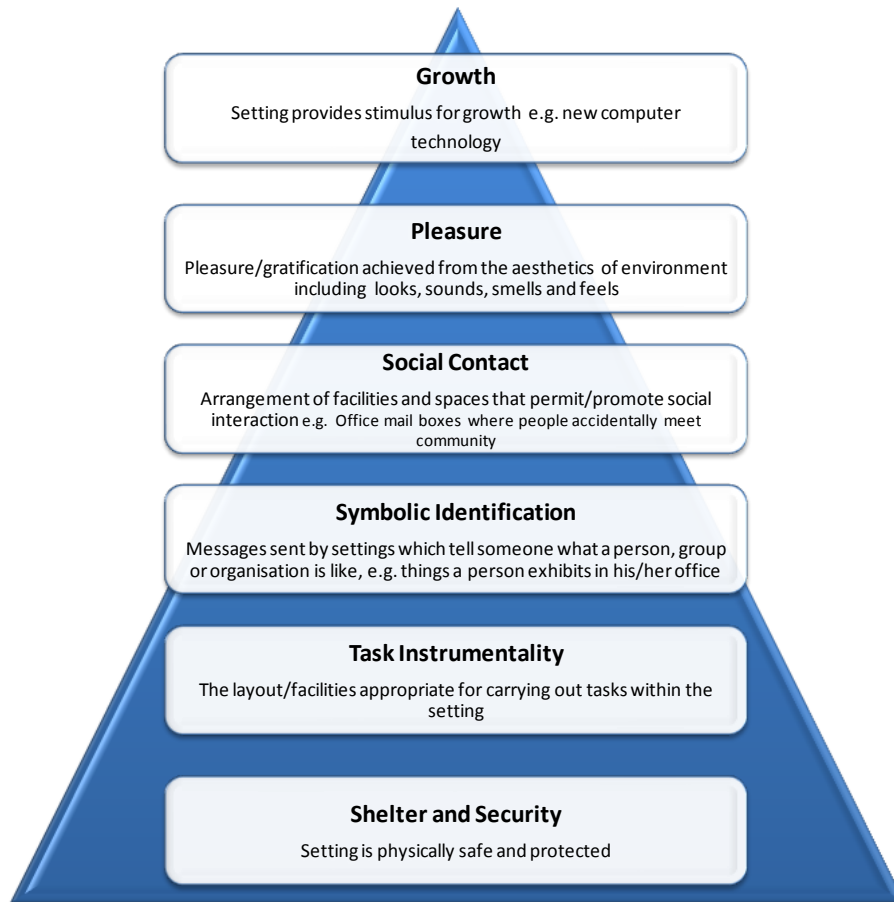 Growth
Setting provides stimulus for growth e.g. new computer
technology
Pleasure
Pleasure/gratification achieved from the aesthetics of environment
including looks, sounds, smells and feels
Social Contact
Arrangement of facilities and spaces that permit/promote social
interaction e.g. Office mail boxes where people accidentally meet
community
Symbolic Identification
Messages sent by settings which tell someone what a person, group
or organisation is like, e.g. things a person exhibits in his/her office
Task Instrumentality
The layout/facilities appropriate for carrying out tasks within the
setting
Shelter and Security
Setting is physically safe and protected